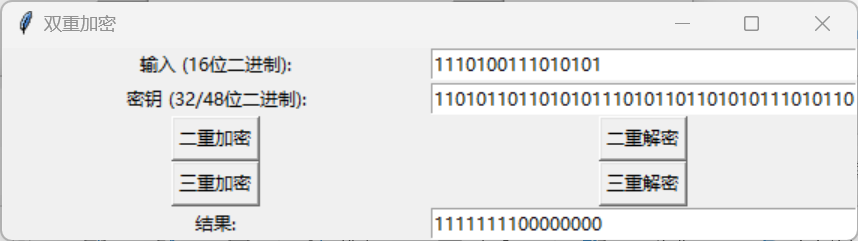 双重加密
输入 (16位二进制): 1110100111010101
密钥 (32/48位二进制): 1101011011010101110101101101010111010110
二重加密 二重解密
三重加密 三重解密
结果: 1111111100000000